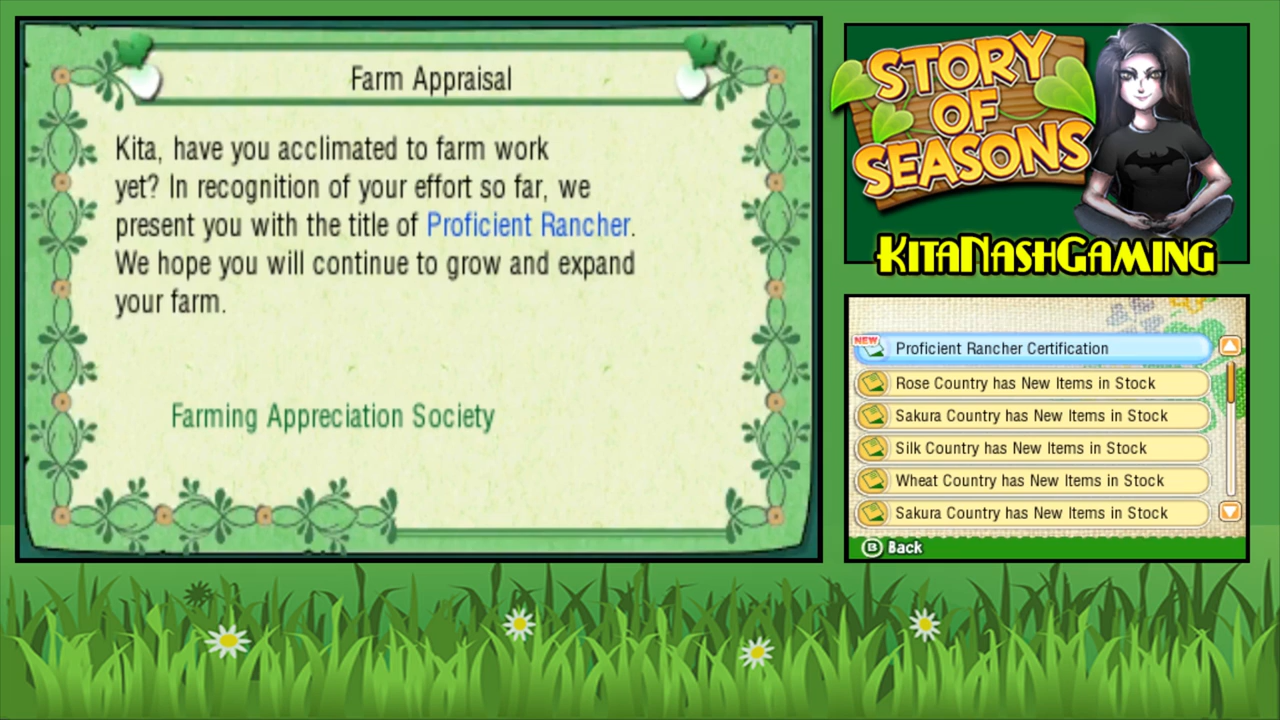 Farm Appraisal
Kita, have you acclimated to farm work
yet? In recognition of your effort so far, we
present you with the title of Proficient Rancher.
We hope you will continue to grow and expand
your farm.
Farming Appreciation Society
STORY
OF
SEASONS
KITANASHGAMING
NEW
Proficient Rancher Certification
Rose Country has New Items in Stock
Sakura Country has New Items in Stock
Silk Country has New Items in Stock
Wheat Country has New Items in Stock
Sakura Country has New Items in Stock
B Back